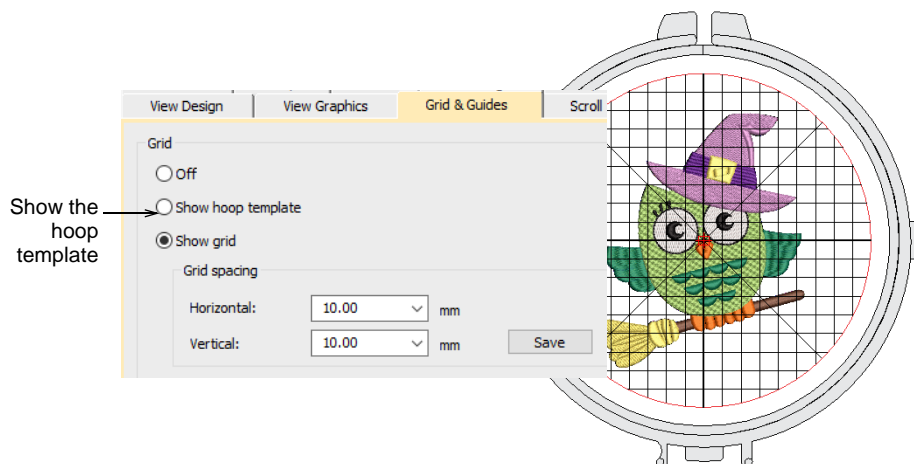 View Design
View Graphics
Grid & Guides
Scroll
Grid
Off
Show the
hoop
template
Show hoop template
Show grid
Grid spacing
Horizontal:
10.00
mm
Vertical:
10.00
mm
Save